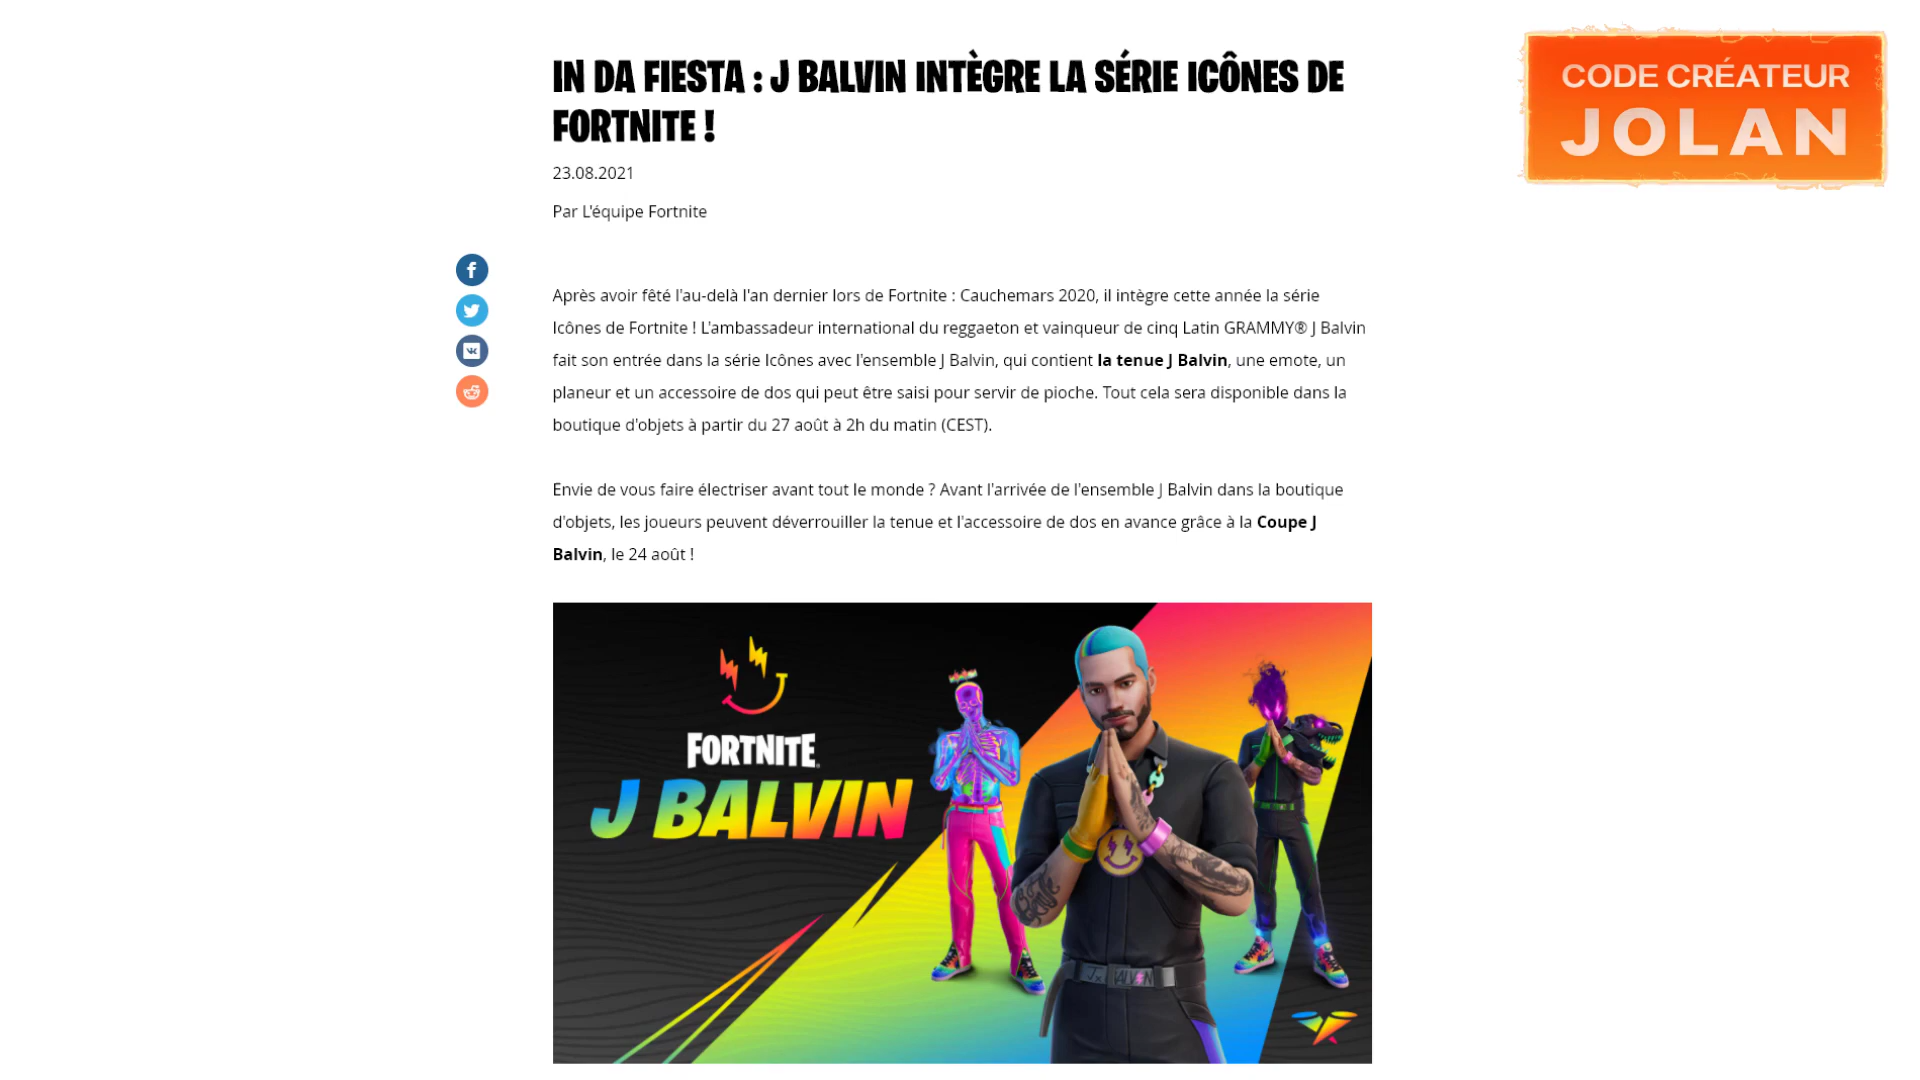 IN DA FIESTA : J BALVIN INTÈGRE LA SÉRIE ICÔNES DE
FORTNITE !
CODE CRÉATEUR
JOLAN
23.08.2021
Par L'équipe Fortnite
Après avoir fêté l'au-delà l'an dernier lors de Fortnite : Cauchemars 2020, il intègre cette année la série
Icônes de Fortnite ! L'ambassadeur international du reggaeton et vainqueur de cinq Latin GRAMMY® J Balvin
fait son entrée dans la série Icônes avec l'ensemble J Balvin, qui contient la tenue J Balvin, une emote, un
planeur et un accessoire de dos qui peut être saisi pour servir de pioche. Tout cela sera disponible dans la
boutique d'objets à partir du 27 août à 2h du matin (CEST).
Envie de vous faire électriser avant tout le monde ? Avant l'arrivée de l'ensemble J Balvin dans la boutique
d'objets, les joueurs peuvent déverrouiller la tenue et l'accessoire de dos en avance grâce à la Coupe J
Balvin, le 24 août !
FORTNITE
J BALVIN